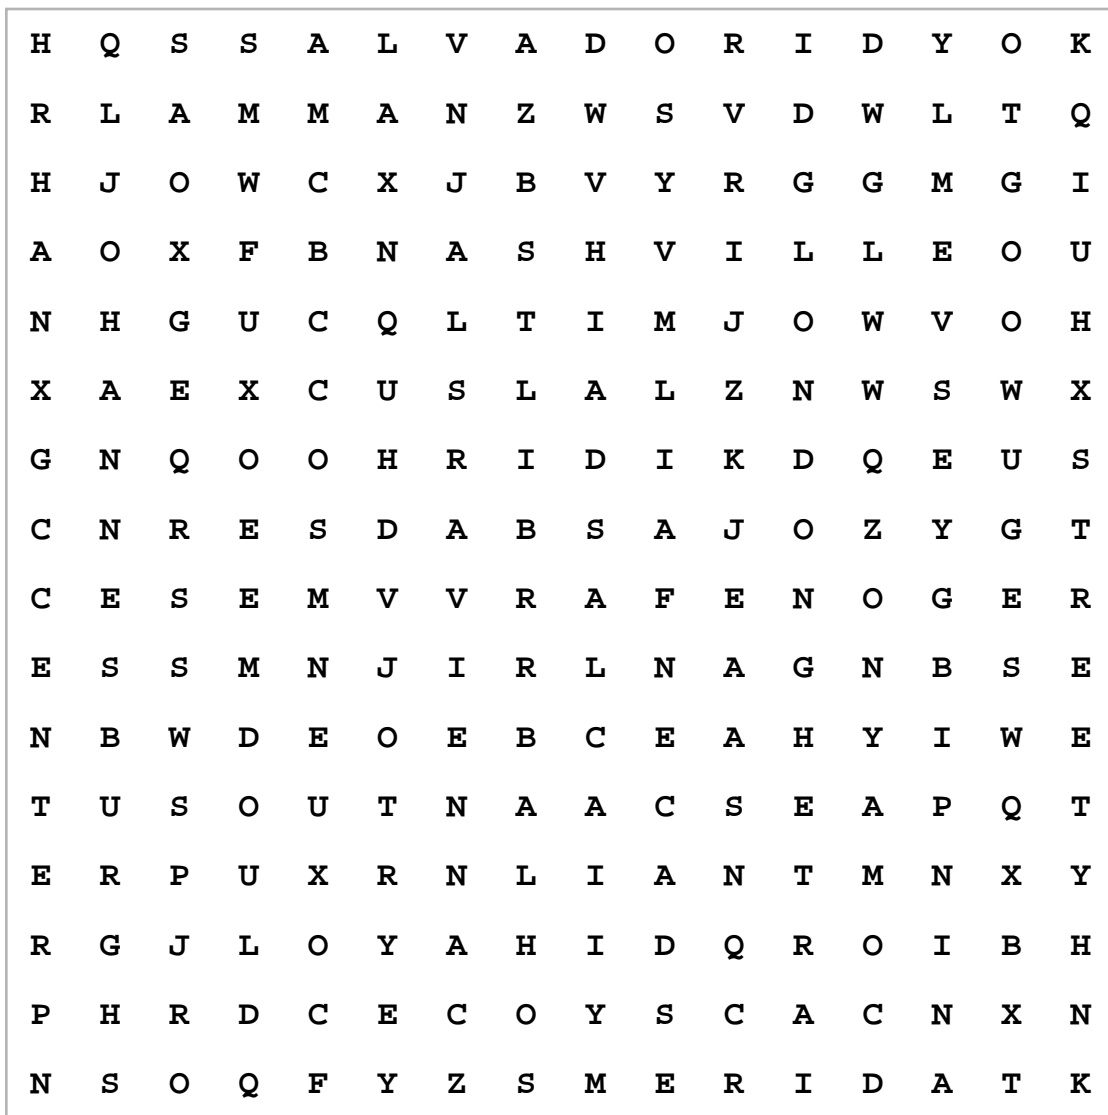 H Q S S A L V A D O R I D Y O K
R L A M M A N Z W S V D W L T Q
H J O W C X J B V Y R G G M G I
A O X F B N A S H V I L L E O U
N H G U C Q L T I M J O W V O H
X A E X C U S L A L Z N W S W X
G N Q O O H R I D I K D Q E U S
C N R E S D A B S A J O Z Y G T
C E S E M V V R A F E N O G E R
E S S M N J I R L N A G N B S E
N B W D E O E B C E A H Y I W E
T U S O U T N A A C S E A P Q T
E R P U X R N L I A N T M N X Y
R G J L O Y A H I D Q R O I B H
P H R D C E C O Y S C A C N X N
N S O Q F Y Z S M E R I D A T K